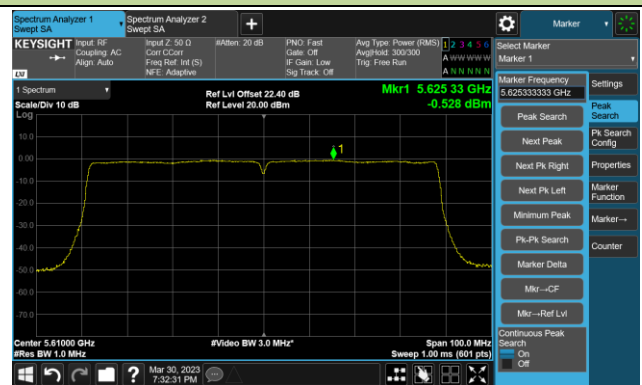 Spectrum Analyzer 1
Swept SA
Spectrum Analyzer 2
Swept SA
+
Marker
KEYSIGHT
Input: RF
Coupling: AC
Align: Auto
Input Z: 50 Ω
Corr CCorr
Freq Ref: Int (S)
NFE: Adaptive
#Atten: 20 dB
PNO: Fast
Gate: Off
IF Gain: Low
Sig Track: Off
Avg Type: Power (RMS)
Avg|Hold: 300/300
Trig: Free Run
1 2 3 4 5 6
A W W W W W
A N N N N N
LXI
Select Marker
Marker 1
1 Spectrum
Scale/Div 10 dB
Log
Ref Lvl Offset 22.40 dB
Ref Level 20.00 dBm
Mkr1 5.625 33 GHz
-0.528 dBm
10.0
0.00
-10.0
-20.0
-30.0
-40.0
-50.0
-60.0
-70.0
1
Center 5.61000 GHz
#Res BW 1.0 MHz
#Video BW 3.0 MHz*
Span 100.0 MHz
Sweep 1.00 ms (601 pts)
Marker Frequency
5.625333333 GHz
Peak Search
Next Peak
Next Pk Right
Next Pk Left
Minimum Peak
Pk-Pk Search
Marker Delta
Mkr→CF
Mkr→Ref Lvl
Continuous Peak
Search
On
Off
Settings
Peak
Search
Pk Search
Config
Properties
Marker
Function
Marker→
Counter
?
Mar 30, 2023
7:32:31 PM